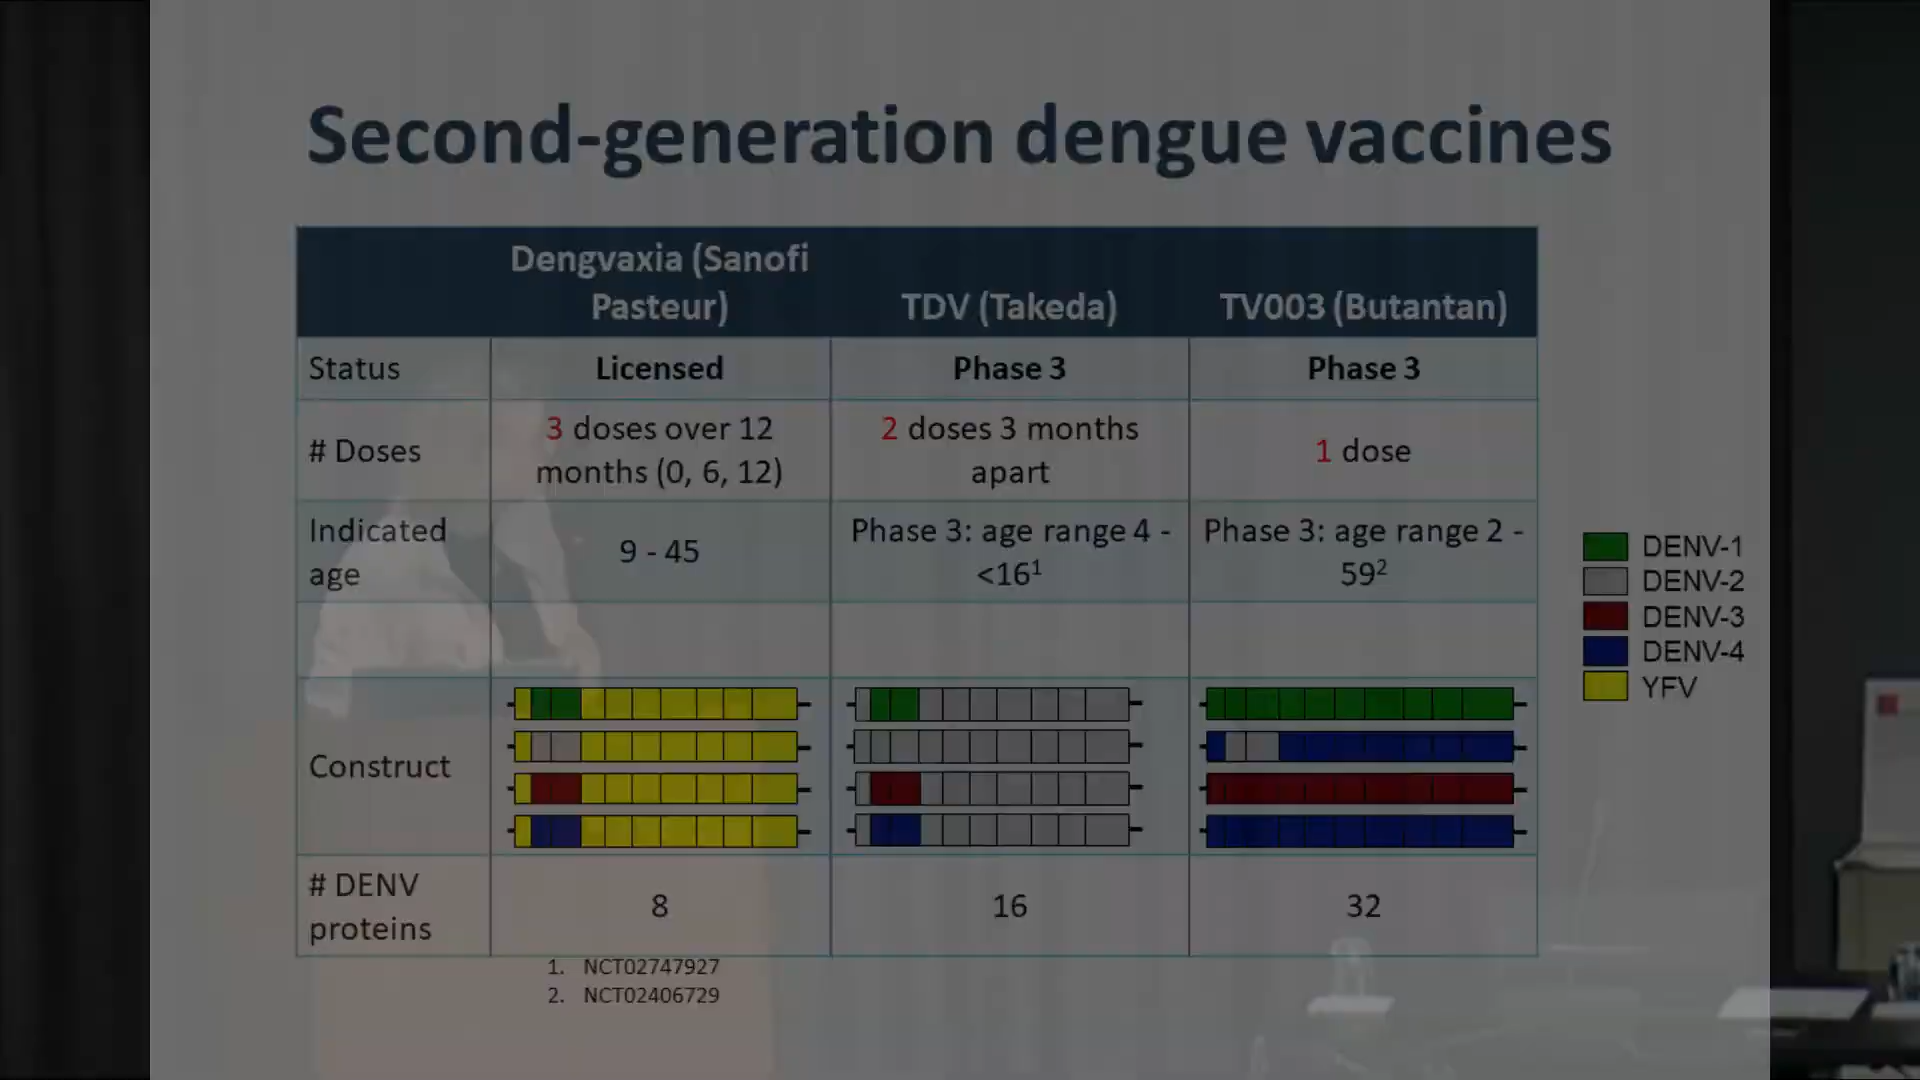 Second-generation dengue vaccines
Dengvaxia (Sanofi
Pasteur)
TDV (Takeda)
TV003 (Butantan)
Status
Licensed
Phase 3
Phase 3
# Doses
3 doses over 12
months (0, 6, 12)
2 doses 3 months
apart
1 dose
Indicated
age
9 - 45
Phase 3: age range 4 -
<16¹
Phase 3: age range 2 -
59²
Construct
# DENV
proteins
8
16
32
DENV-1
DENV-2
DENV-3
DENV-4
YFV
1. NCT02747927
2. NCT02406729